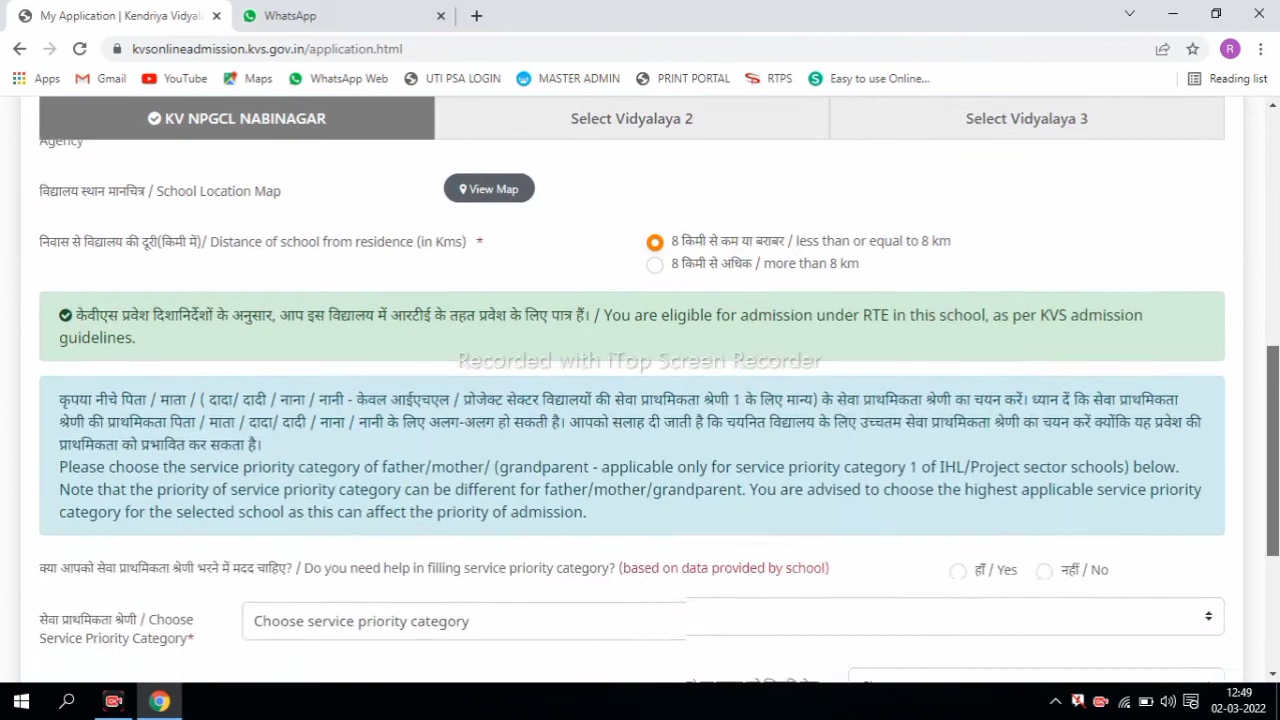 My Application | Kendriya Vidyal
WhatsApp
kvsonlineadmission.kvs.gov.in/application.html
R
Apps Gmail YouTube Maps WhatsApp Web UTI PSA LOGIN MASTER ADMIN PRINT PORTAL RTPS Easy to use Online... Reading list
KV NPGCL NABINAGAR Select Vidyalaya 2 Select Vidyalaya 3
Agency
विद्यालय स्थान मानचित्र / School Location Map View Map
निवास से विद्यालय की दूरी(किमी में)/ Distance of school from residence (in Kms) * 8 किमी से कम या बराबर / less than or equal to 8 km
8 किमी से अधिक / more than 8 km
केवीएस प्रवेश दिशानिर्देशों के अनुसार, आप इस विद्यालय में आरटीई के तहत प्रवेश के लिए पात्र हैं। / You are eligible for admission under RTE in this school, as per KVS admission
guidelines.
Recorded with iTop Screen Recorder
कृपया नीचे पिता / माता / ( दादा/ दादी / नाना / नानी - केवल आईएचएल / प्रोजेक्ट सेक्टर विद्यालयों की सेवा प्राथमिकता श्रेणी 1 के लिए मान्य) के सेवा प्राथमिकता श्रेणी का चयन करें। ध्यान दें कि सेवा प्राथमिकता
श्रेणी की प्राथमिकता पिता / माता / दादा/ दादी / नाना / नानी के लिए अलग-अलग हो सकती है। आपको सलाह दी जाती है कि चयनित विद्यालय के लिए उच्चतम सेवा प्राथमिकता श्रेणी का चयन करें क्योंकि यह प्रवेश की
प्राथमिकता को प्रभावित कर सकता है।
Please choose the service priority category of father/mother/ (grandparent - applicable only for service priority category 1 of IHL/Project sector schools) below.
Note that the priority of service priority category can be different for father/mother/grandparent. You are advised to choose the highest applicable service priority
category for the selected school as this can affect the priority of admission.
क्या आपको सेवा प्राथमिकता श्रेणी भरने में मदद चाहिए? / Do you need help in filling service priority category? (based on data provided by school) हाँ / Yes नहीं / No
सेवा प्राथमिकता श्रेणी / Choose
Service Priority Category* Choose service priority category
12:49
02-03-2022